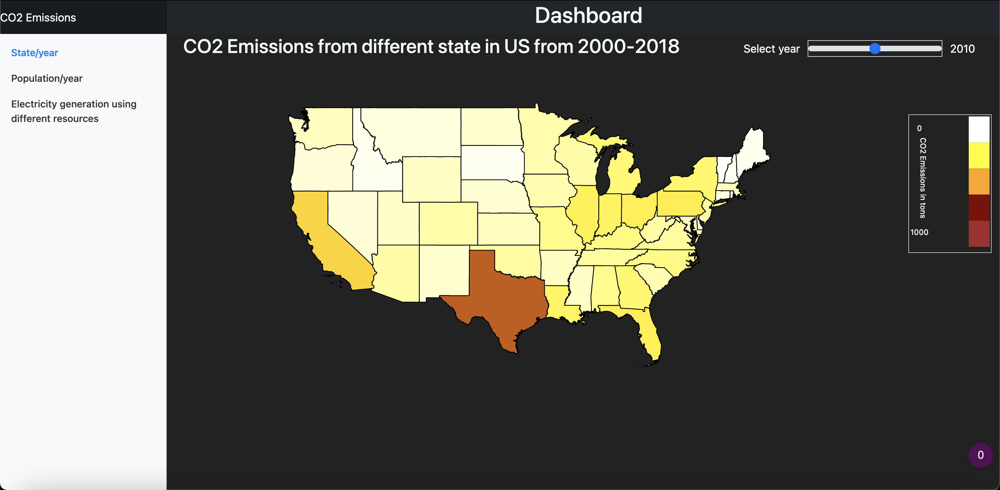 CO2 Emissions
Dashboard
State/year
Population/year
Electricity generation using
different resources
CO2 Emissions from different state in US from 2000-2018
Select year
2010
0
CO2 Emissions in tons
1000
0